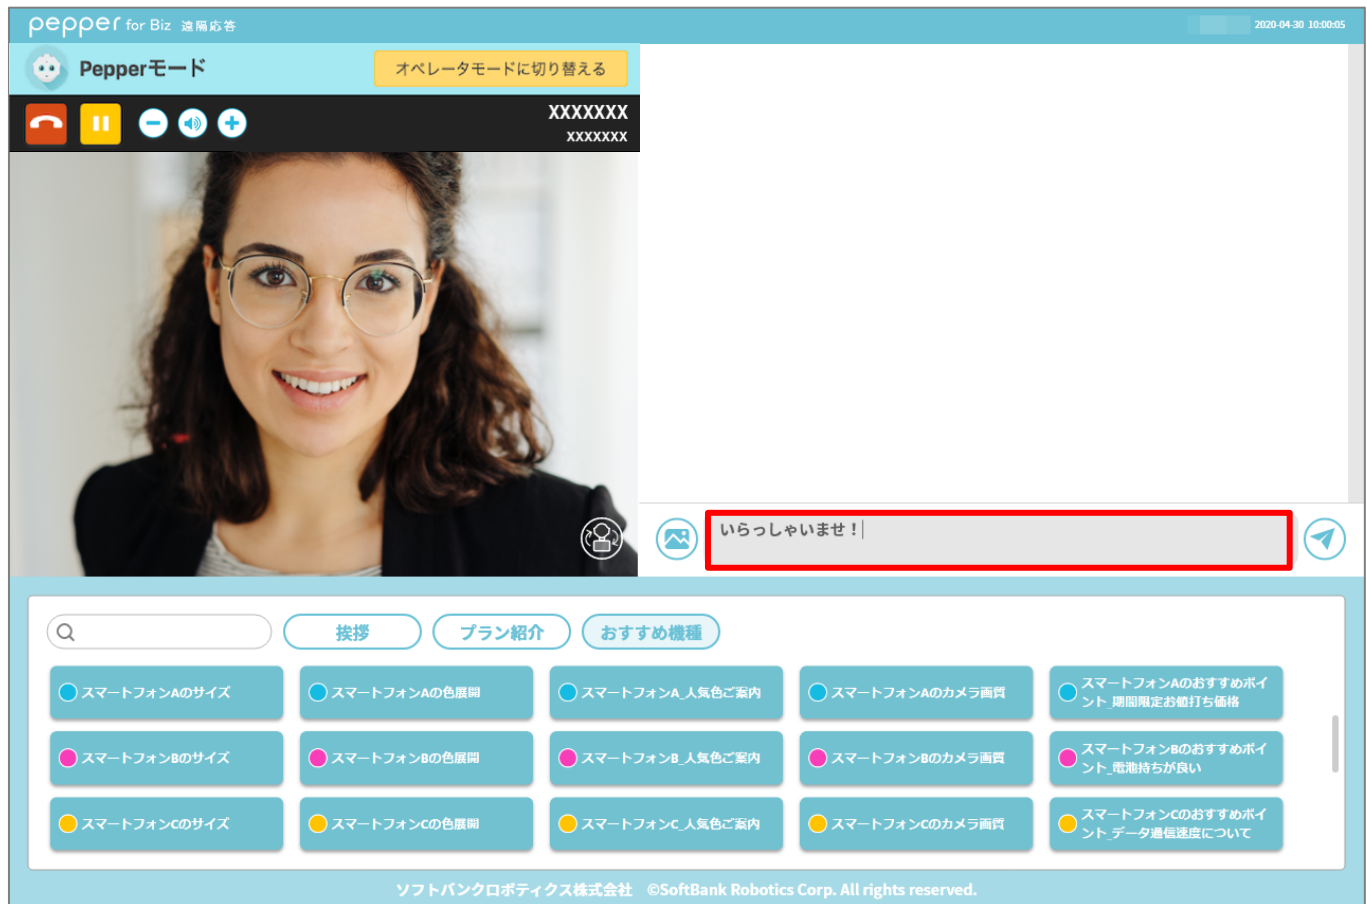 pepper for Biz 遠隔応答
2020-04-30 10:00:05
Pepperモード
オペレータモードに切り替える
XXXXXXX
xxxxxxx
いらっしゃいませ！
挨拶
プラン紹介
おすすめ機種
スマートフォンAのサイズ
スマートフォンAの色展開
スマートフォンA_人気色ご案内
スマートフォンAのカメラ画質
スマートフォンAのおすすめポイ
ント_期間限定お値打ち価格
スマートフォンBのサイズ
スマートフォンBの色展開
スマートフォンB_人気色ご案内
スマートフォンBのカメラ画質
スマートフォンBのおすすめポイ
ント_電池持ちが良い
スマートフォンCのサイズ
スマートフォンCの色展開
スマートフォンC_人気色ご案内
スマートフォンCのカメラ画質
スマートフォンCのおすすめポイ
ント_データ通信速度について
ソフトバンクロボティクス株式会社 ©SoftBank Robotics Corp. All rights reserved.